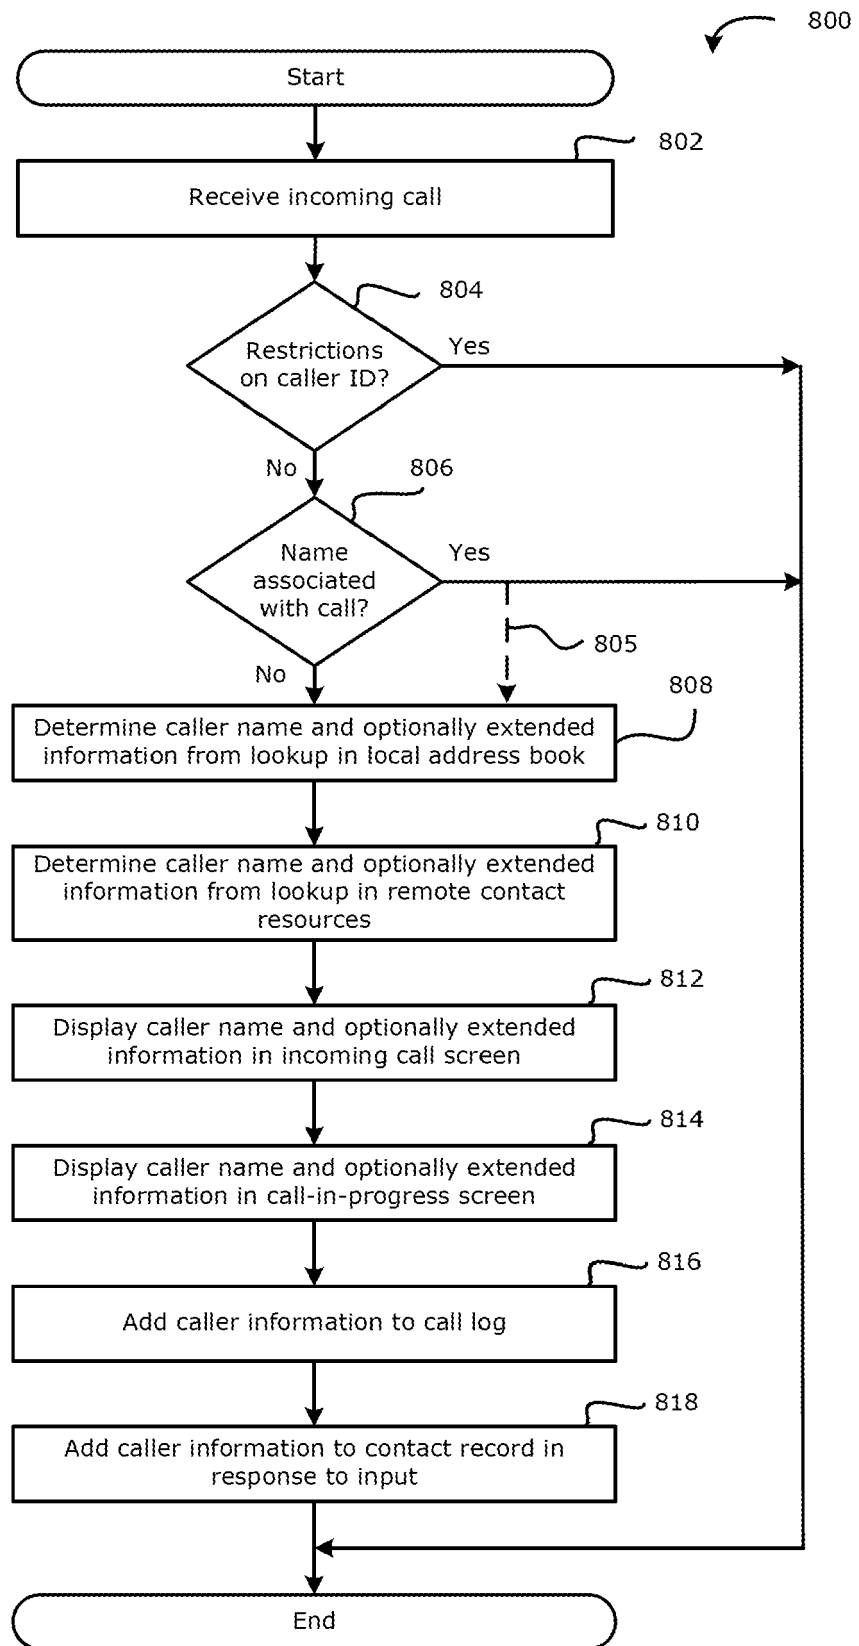 800
Start
802
Receive incoming call
804
Restrictions
on caller ID?
Yes
No
806
Name
associated
with call?
Yes
805
No
808
Determine caller name and optionally extended
information from lookup in local address book
810
Determine caller name and optionally extended
information from lookup in remote contact
resources
812
Display caller name and optionally extended
information in incoming call screen
814
Display caller name and optionally extended
information in call-in-progress screen
816
Add caller information to call log
818
Add caller information to contact record in
response to input
End